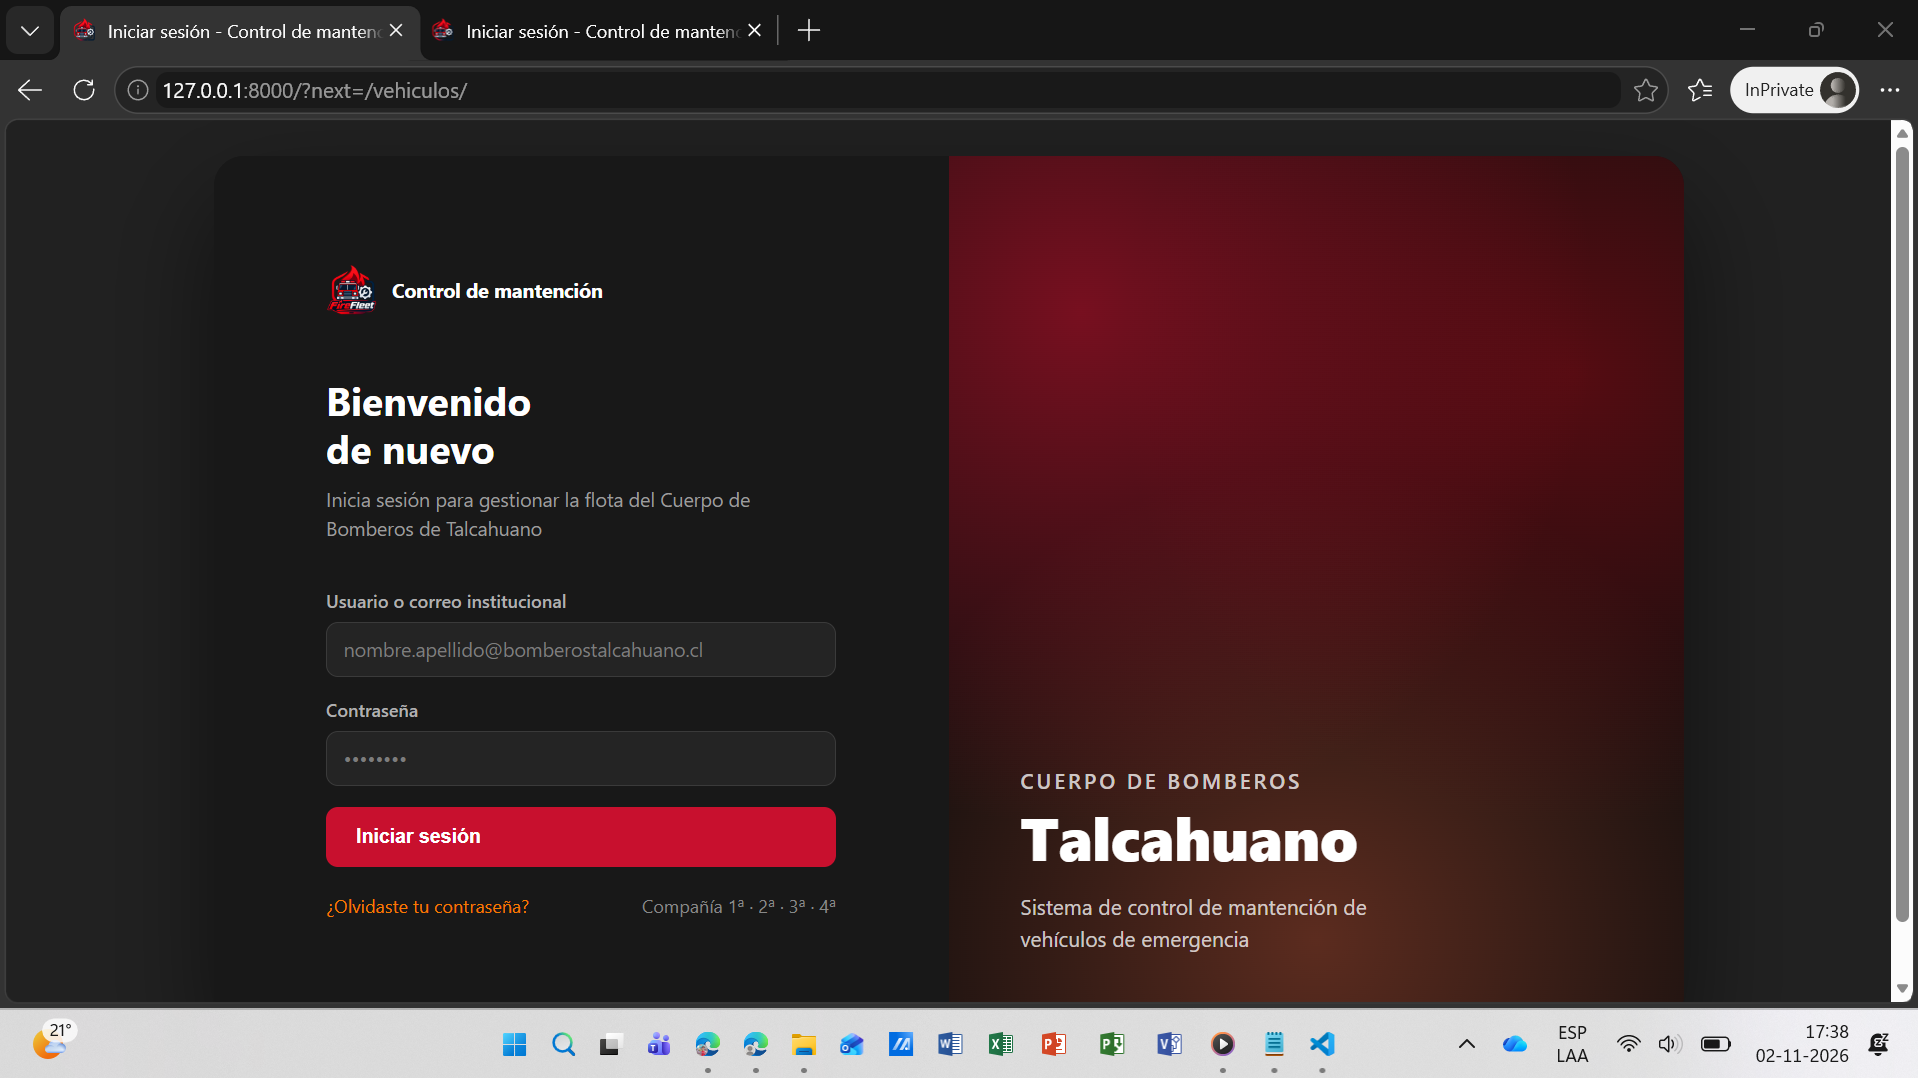 Iniciar sesión - Control de manten
Iniciar sesión - Control de manten
127.0.0.1:8000/?next=/vehiculos/
InPrivate
FireFleet
Control de mantención
Bienvenido
de nuevo
Inicia sesión para gestionar la flota del Cuerpo de
Bomberos de Talcahuano
Usuario o correo institucional
nombre.apellido@bomberostalcahuano.cl
Contraseña
••••••••
Iniciar sesión
¿Olvidaste tu contraseña?
Compañía 1ª · 2ª · 3ª · 4ª
CUERPO DE BOMBEROS
Talcahuano
Sistema de control de mantención de
vehículos de emergencia
21°
ESP
LAA
17:38
02-11-2026